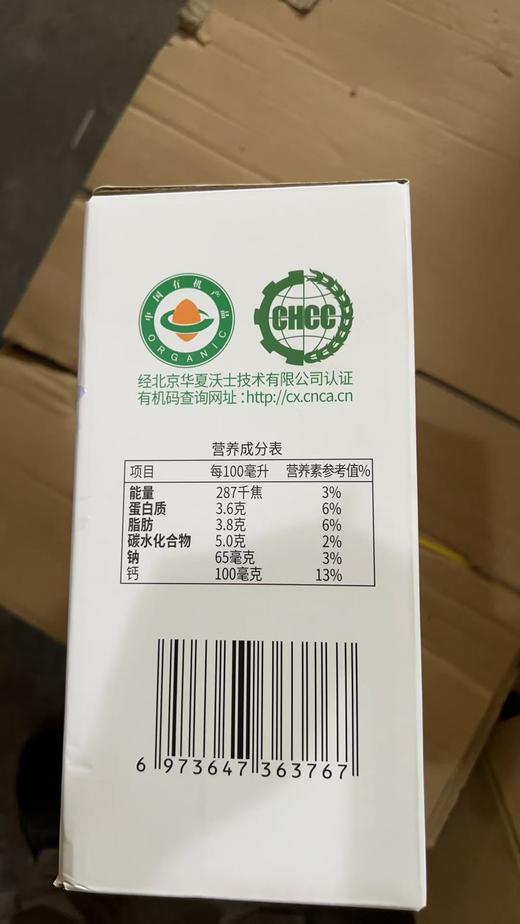 中国有机产品
ORGANIC
CHCC
经北京华夏沃士技术有限公司认证
有机码查询网址:http://cx.cnca.cn
营养成分表
项目 每100毫升 营养素参考值%
能量 287千焦 3%
蛋白质 3.6克 6%
脂肪 3.8克 6%
碳水化合物 5.0克 2%
钠 65毫克 3%
钙 100毫克 13%
6 973647 363767